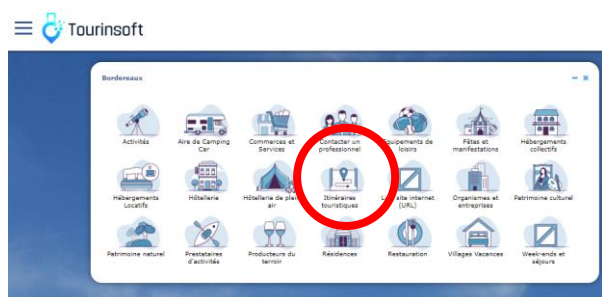 Tourinsoft
Bordereaux
Activités
Aire de Camping Car
Commerces et Services
Contacter un professionnel
Equipements de loisirs
Fêtes et manifestations
Hébergements collectifs
Hébergements Locatifs
Hôtellerie
Hôtellerie de plein air
Itinéraires touristiques
site internet (URL)
Organismes et entreprises
Patrimoine culturel
Patrimoine naturel
Prestataires d'activités
Producteurs du terroir
Résidences
Restauration
Villages Vacances
Week-ends et séjours